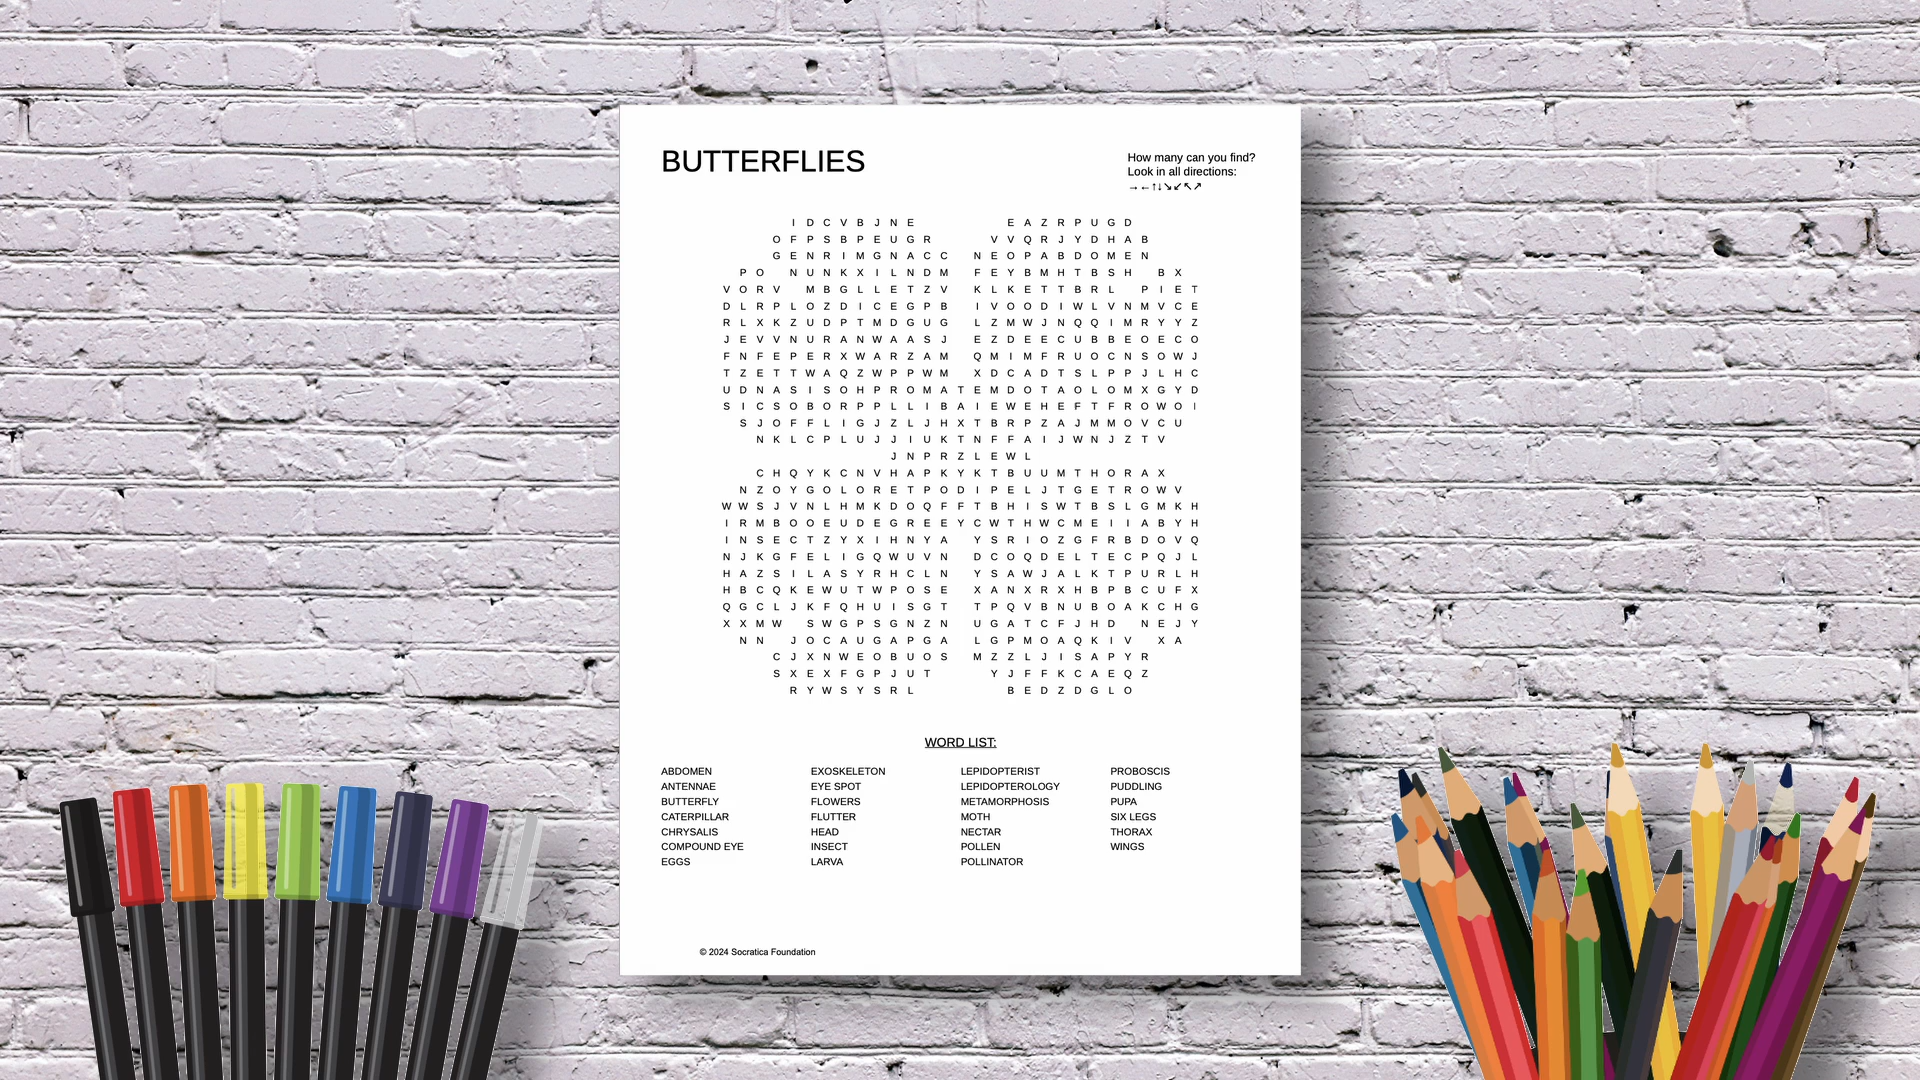 BUTTERFLIES
How many can you find?
Look in all directions:
→←↑↓↘↙↖↗
I D C V B J N E E A Z R P U G D
O F P S B P E U G R V V Q R J Y D H A B
G E N R I M G N A C C N E O P A B D O M E N
P O N U N K X I L N D M F E Y B M H T B S H B X
V O R V M B G L L E T Z V K L K E T T B R L P I E T
D L R P L O Z D I C E G P B I V O O D I W L V N M V C E
R L X K Z U D P T M D G U G L Z M W J N Q Q I M R Y Y Z
J E V V N U R A N W A A S J E Z D E E C U B B E O E C O
F N F E P E R X W A R Z A M Q M I M F R U O C N S O W J
T Z E T T W A Q Z W P P W M X D C A D T S L P P J L H C
U D N A S I S O H P R O M A T E M D O T A O L O M X G Y D
S I C S O B O R P P L L I B A I E W E H E F T F R O W O I
S J O F F L I G J Z L J H X T B R P Z A J M M O V C U
N K L C P L U J J I U K T N F F A I J W N J Z T V
J N P R Z L E W L
C H Q Y K C N V H A P K Y K T B U U M T H O R A X
N Z O Y G O L O R E T P O D I P E L J T G E T R O W V
W W S J V N L H M K D O Q F F T B H I S W T B S L G M K H
I R M B O O E U D E G R E E Y C W T H W C M E I I A B Y H
I N S E C T Z Y X I H N Y A Y S R I O Z G F R B D O V Q
N J K G F E L I G Q W U V N D C O Q D E L T E C P Q J L
H A Z S I L A S Y R H C L N Y S A W J A L K T P U R L H
H B C Q K E W U T W P O S E X A N X R X H B P B C U F X
Q G C L J K F Q H U I S G T T P Q V B N U B O A K C H G
X X M W S W G P S G N Z N U G A T C F J H D N E J Y
N N J O C A U G A P G A L G P M O A Q K I V X A
C J X N W E O B U O S M Z Z L J I S A P Y R
S X E X F G P J U T Y J F F K C A E Q Z
R Y W S Y S R L B E D Z D G L O
WORD LIST:
ABDOMEN EXOSKELETON LEPIDOPTERIST PROBOSCIS
ANTENNAE EYE SPOT LEPIDOPTEROLOGY PUDDLING
BUTTERFLY FLOWERS METAMORPHOSIS PUPA
CATERPILLAR FLUTTER MOTH SIX LEGS
CHRYSALIS HEAD NECTAR THORAX
COMPOUND EYE INSECT POLLEN WINGS
EGGS LARVA POLLINATOR
© 2024 Socratica Foundation